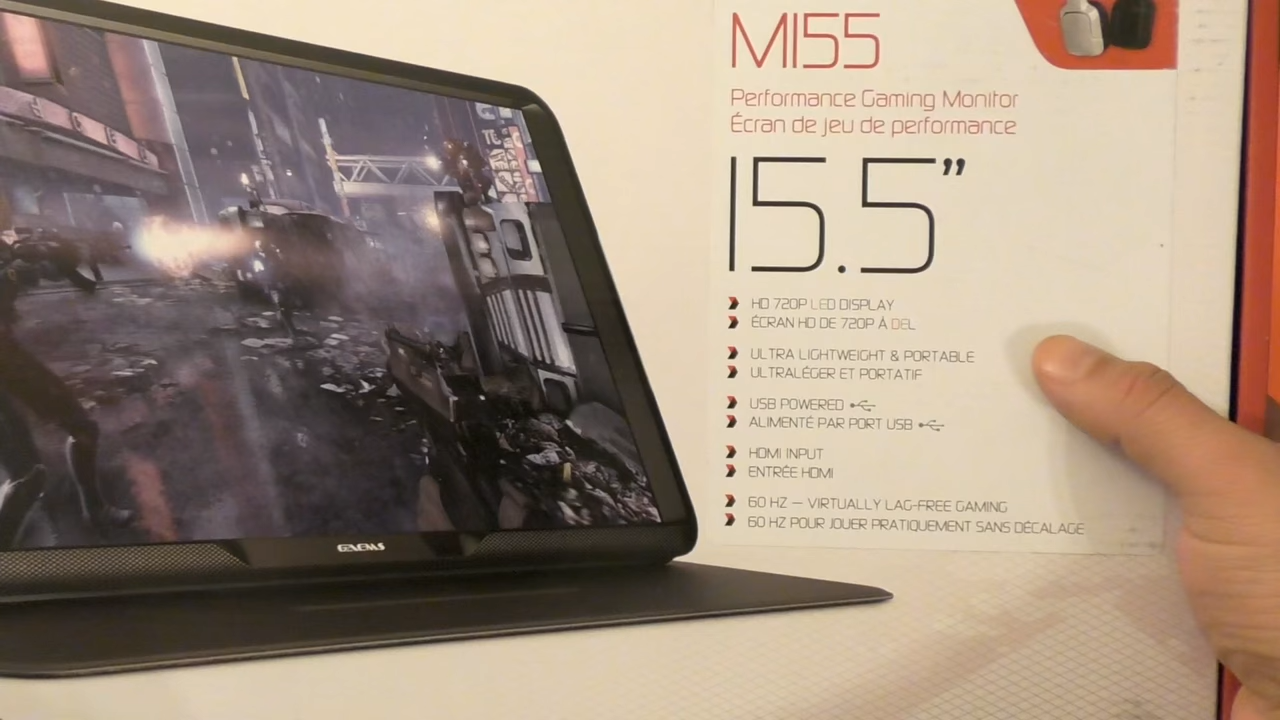 M155
Performance Gaming Monitor
Écran de jeu de performance
15.5”
HD 720P LED DISPLAY
ÉCRAN HD DE 720P À DEL
ULTRA LIGHTWEIGHT & PORTABLE
ULTRALÉGER ET PORTATIF
USB POWERED
ALIMENTÉ PAR PORT USB
HDMI INPUT
ENTRÉE HDMI
60 HZ – VIRTUALLY LAG-FREE GAMING
60 HZ POUR JOUER PRATIQUEMENT SANS DÉCALAGE